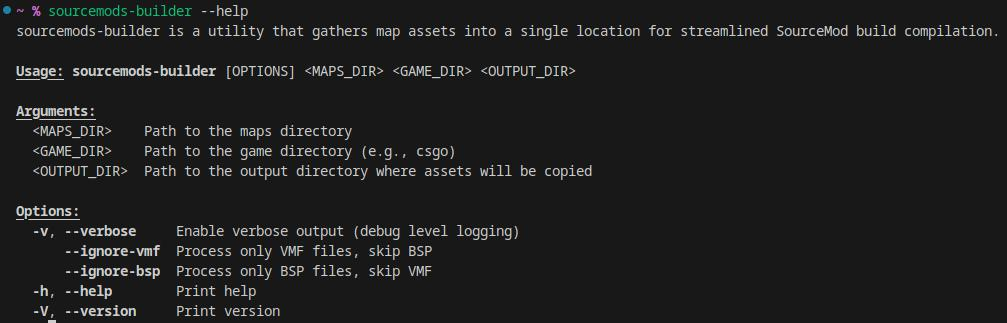 ~ % sourcemods-builder --help
sourcemods-builder is a utility that gathers map assets into a single location for streamlined SourceMod build compilation.
Usage: sourcemods-builder [OPTIONS] <MAPS_DIR> <GAME_DIR> <OUTPUT_DIR>
Arguments:
<MAPS_DIR> Path to the maps directory
<GAME_DIR> Path to the game directory (e.g., csgo)
<OUTPUT_DIR> Path to the output directory where assets will be copied
Options:
-v, --verbose Enable verbose output (debug level logging)
--ignore-vmf Process only VMF files, skip BSP
--ignore-bsp Process only BSP files, skip VMF
-h, --help Print help
-V, --version Print version